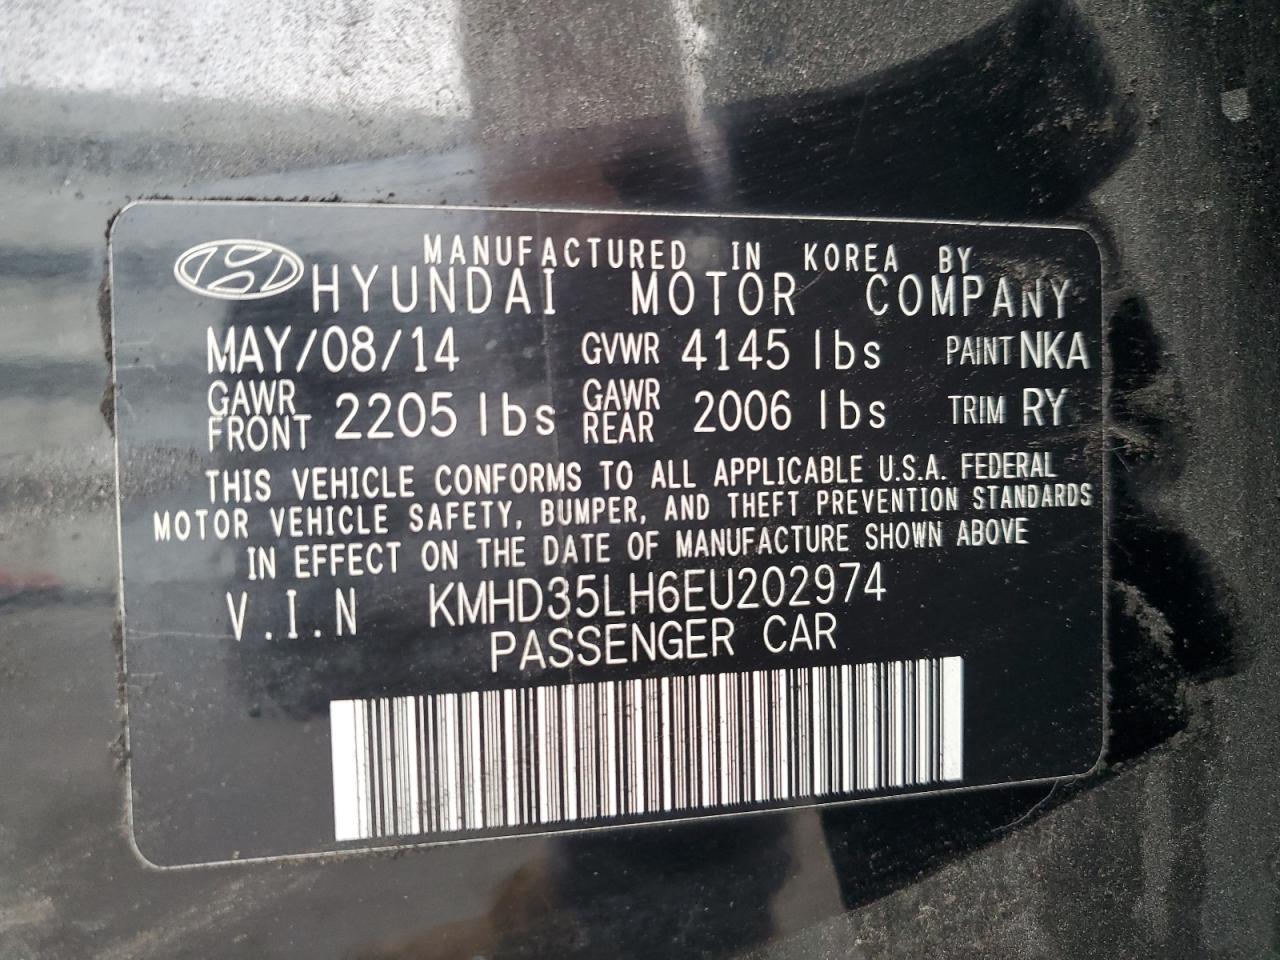 MANUFACTURED IN KOREA BY
HYUNDAI MOTOR COMPANY
MAY/08/14 GVWR 4145 lbs PAINT NKA
GAWR FRONT 2205 lbs GAWR REAR 2006 lbs TRIM RY
THIS VEHICLE CONFORMS TO ALL APPLICABLE U.S.A. FEDERAL
MOTOR VEHICLE SAFETY, BUMPER, AND THEFT PREVENTION STANDARDS
IN EFFECT ON THE DATE OF MANUFACTURE SHOWN ABOVE
V.I.N KMHD35LH6EU202974
PASSENGER CAR